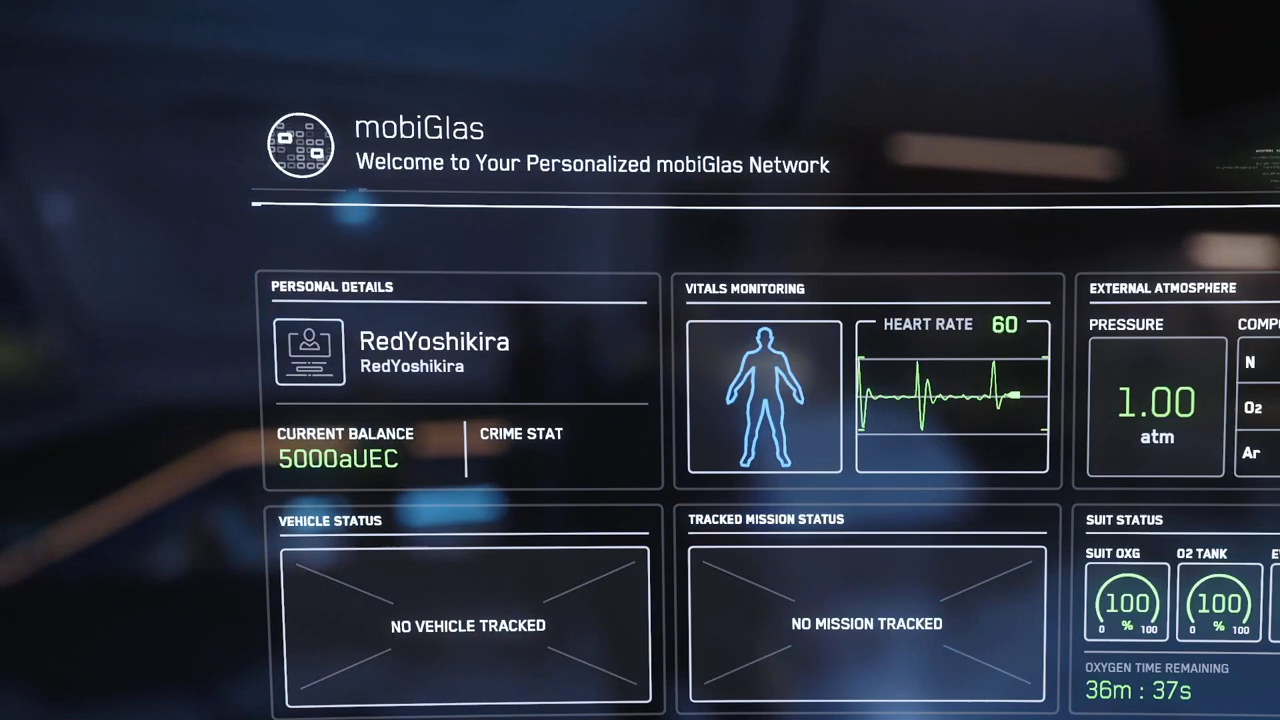 mobiGlas
Welcome to Your Personalized mobiGlas Network
PERSONAL DETAILS
RedYoshikira
RedYoshikira
CURRENT BALANCE
5000aUEC
CRIME STAT
VITALS MONITORING
HEART RATE 60
EXTERNAL ATMOSPHERE
PRESSURE
1.00
atm
N
O2
Ar
VEHICLE STATUS
NO VEHICLE TRACKED
TRACKED MISSION STATUS
NO MISSION TRACKED
SUIT STATUS
SUIT OXG
100
0 % 100
O2 TANK
100
0 % 100
OXYGEN TIME REMAINING
36m : 37s